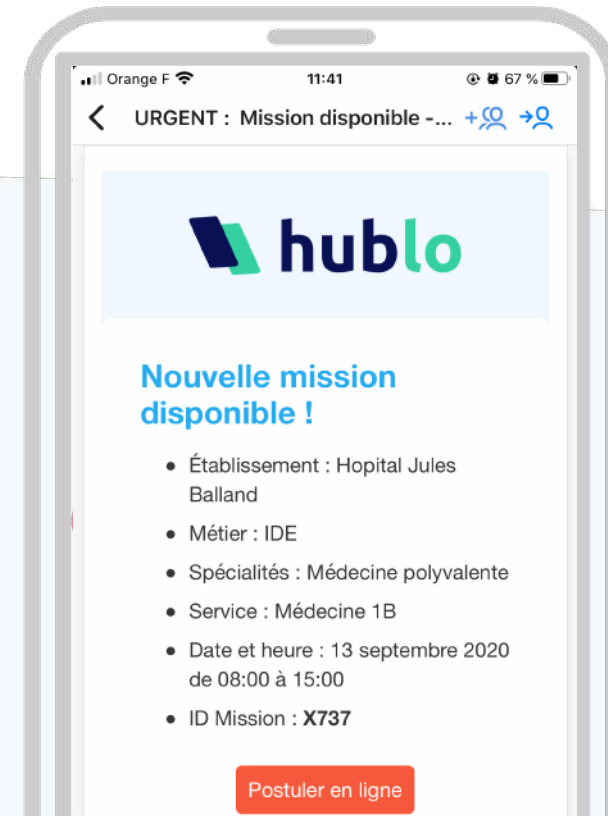 Orange F 11:41 67 %
URGENT : Mission disponible -...
hublo
Nouvelle mission
disponible !
• Établissement : Hopital Jules
Balland
• Métier : IDE
• Spécialités : Médecine polyvalente
• Service : Médecine 1B
• Date et heure : 13 septembre 2020
de 08:00 à 15:00
• ID Mission : X737
Postuler en ligne